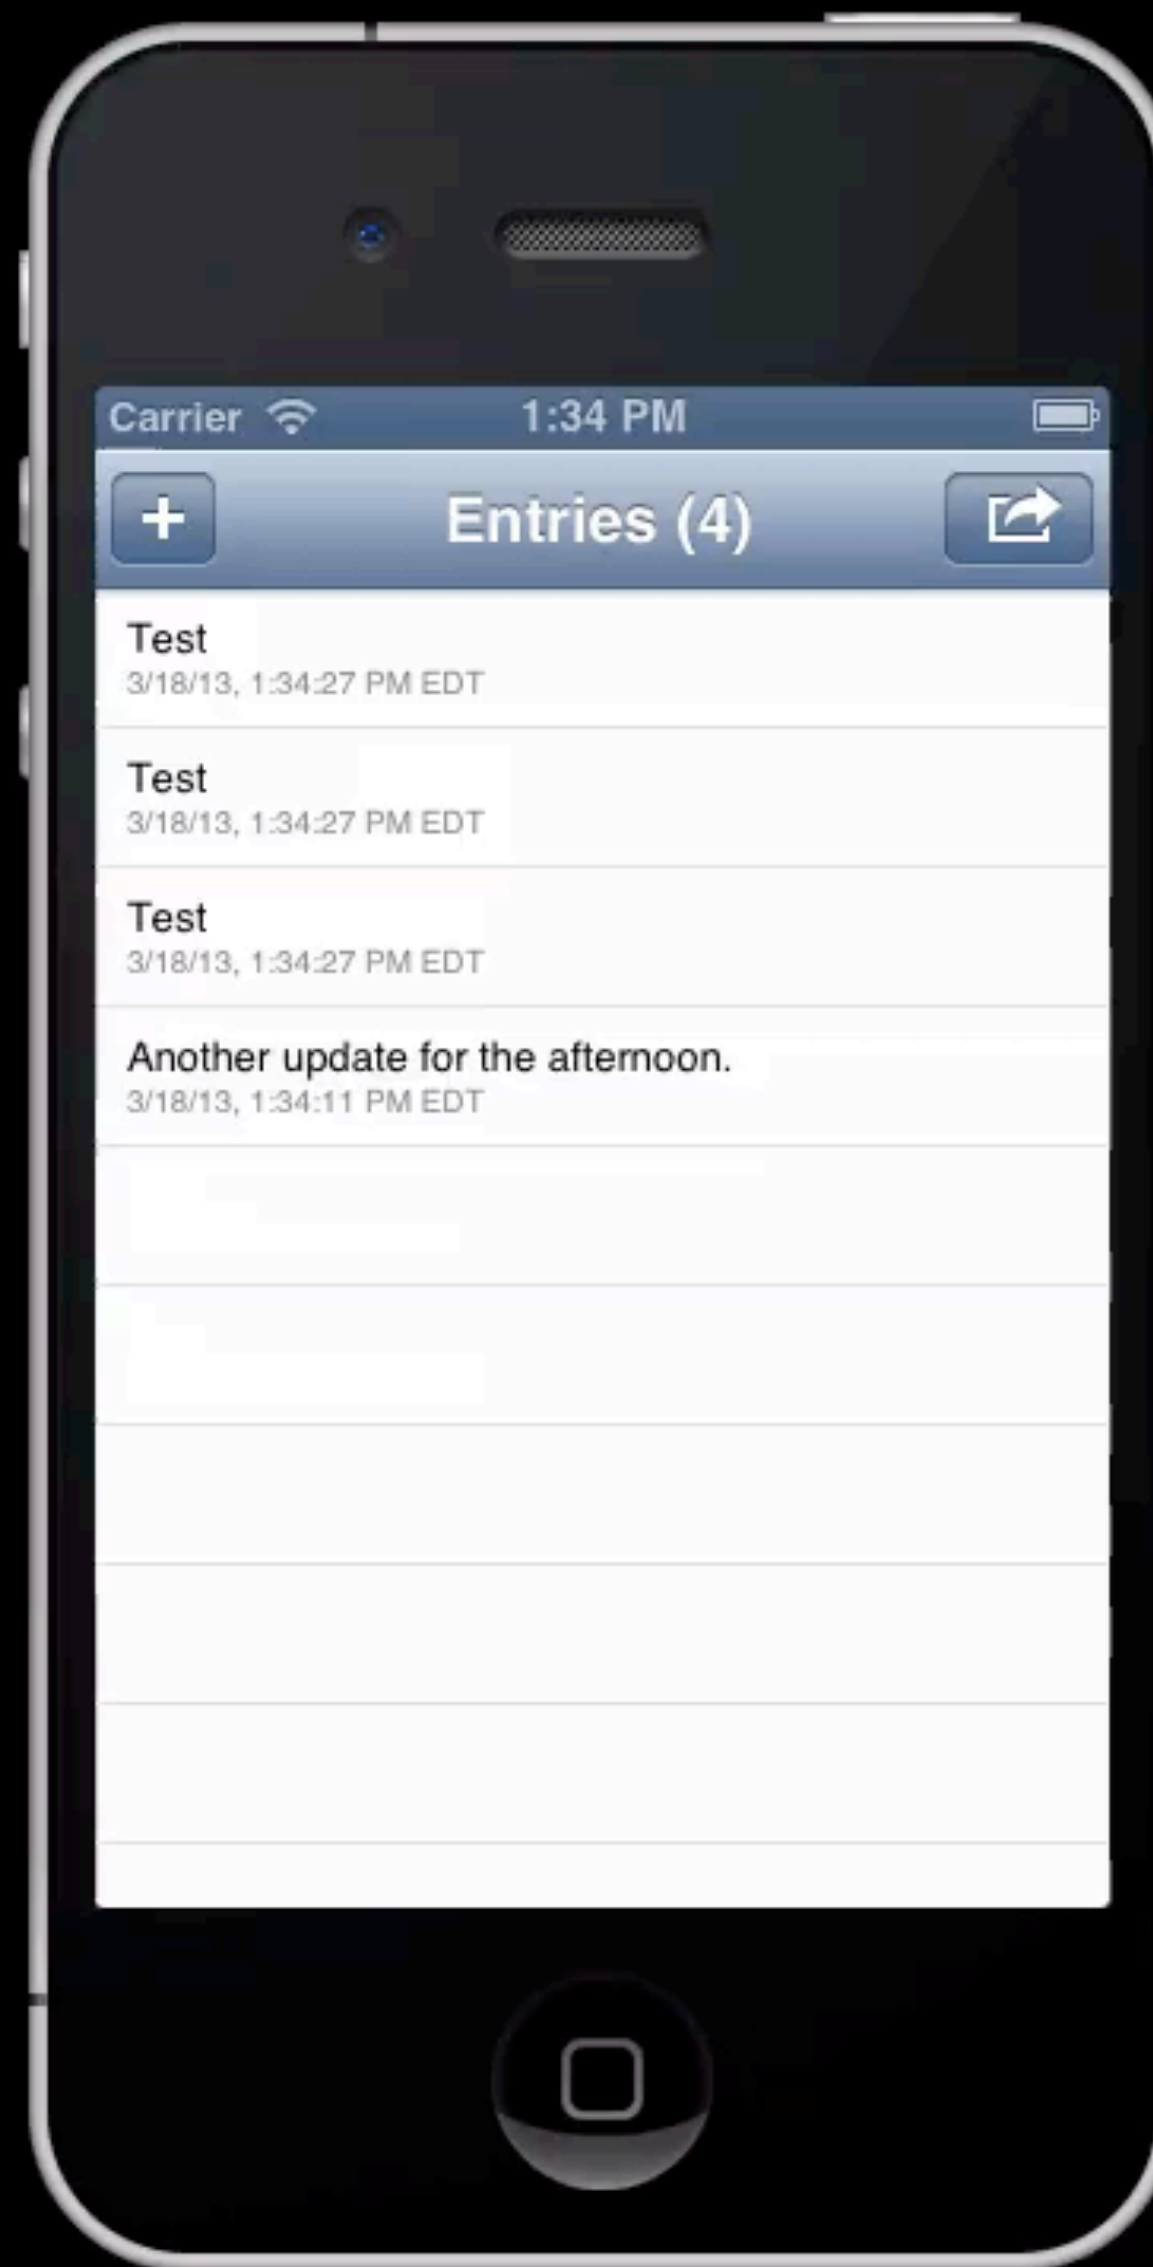 Carrier 1:34 PM
+ Entries (4)
Test
3/18/13, 1:34:27 PM EDT
Test
3/18/13, 1:34:27 PM EDT
Test
3/18/13, 1:34:27 PM EDT
Another update for the afternoon.
3/18/13, 1:34:11 PM EDT